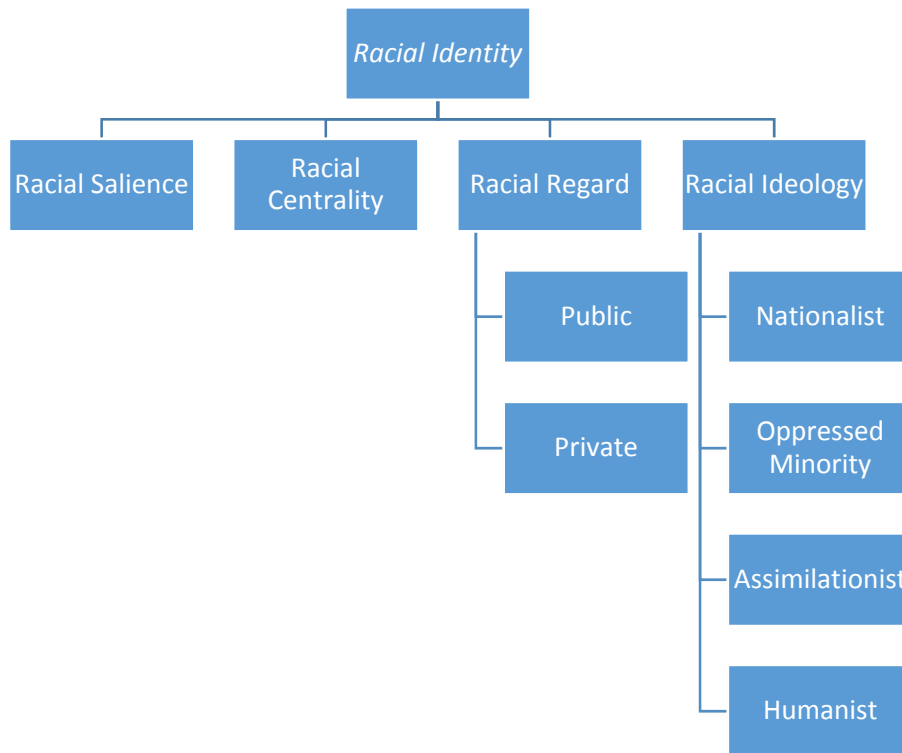 Racial Identity
Racial Salience
Racial
Centrality
Racial Regard
Racial Ideology
Public
Nationalist
Private
Oppressed
Minority
Assimilationist
Humanist